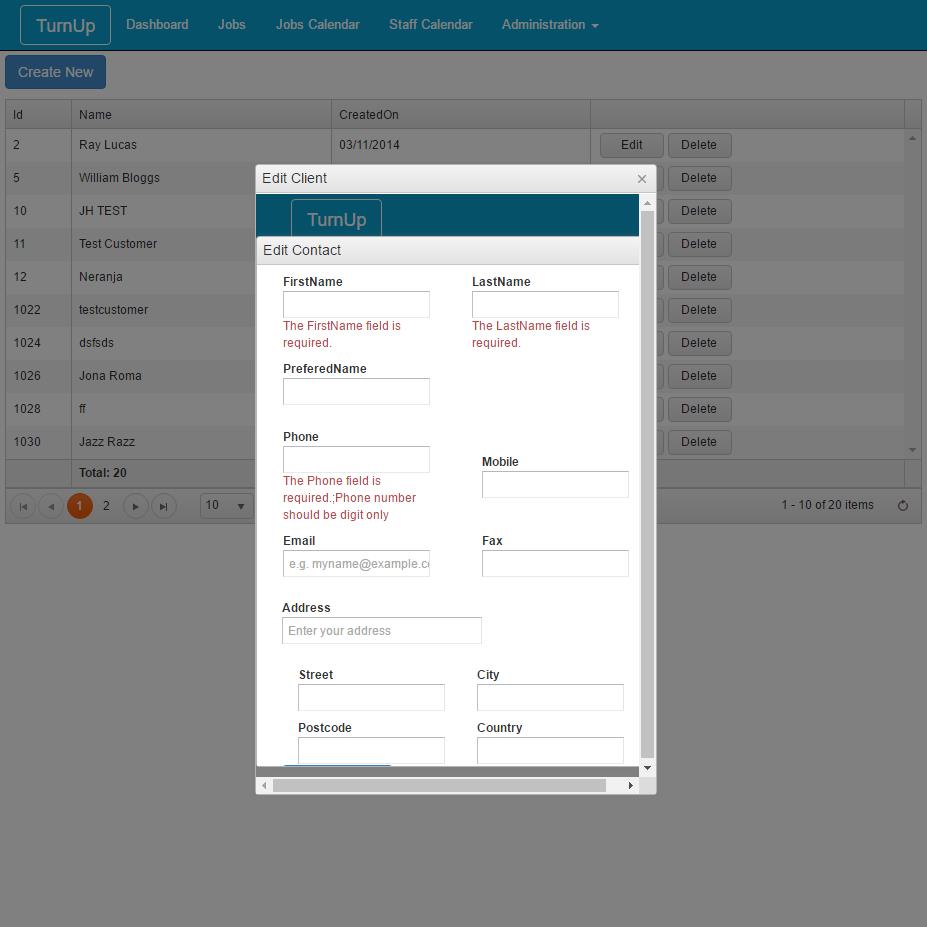 TurnUp Dashboard Jobs Jobs Calendar Staff Calendar Administration
Create New
Id Name CreatedOn
2 Ray Lucas 03/11/2014 Edit Delete
5 William Bloggs Delete
10 JH TEST Delete
11 Test Customer Delete
12 Neranja Delete
1022 testcustomer Delete
1024 dsfsds Delete
1026 Jona Roma Delete
1028 ff Delete
1030 Jazz Razz Delete
Total: 20
1 2 10 1 - 10 of 20 items
Edit Client
TurnUp
Edit Contact
FirstName LastName
The FirstName field is required.
The LastName field is required.
PreferedName
Phone
Mobile
The Phone field is
required.;Phone number
should be digit only
Email Fax
e.g. myname@example.co
Address
Enter your address
Street City
Postcode Country